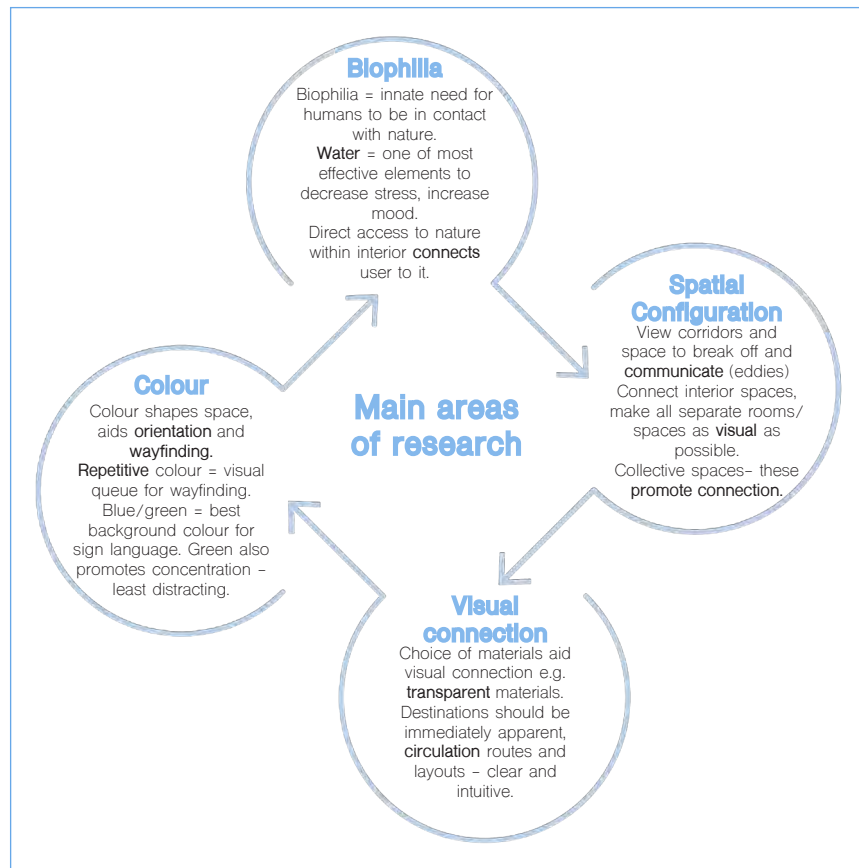 Biophilia
Biophilia = innate need for
humans to be in contact
with nature.
Water = one of most
effective elements to
decrease stress, increase
mood.
Direct access to nature
within interior connects
user to it.
Spatial
Configuration
View corridors and
space to break off and
communicate (eddies)
Connect interior spaces,
make all separate rooms/
spaces as visual as
possible.
Collective spaces- these
promote connection.
Main areas
of research
Colour
Colour shapes space,
aids orientation and
wayfinding.
Repetitive colour = visual
queue for wayfinding.
Blue/green = best
background colour for
sign language. Green also
promotes concentration -
least distracting.
Visual
connection
Choice of materials aid
visual connection e.g.
transparent materials.
Destinations should be
immediately apparent,
circulation routes and
layouts - clear and
intuitive.